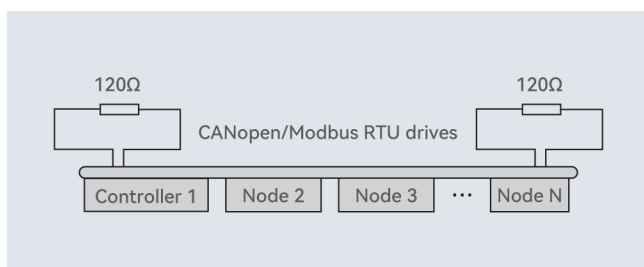 120Ω
120Ω
CANopen/Modbus RTU drives
Controller 1
Node 2
Node 3
···
Node N